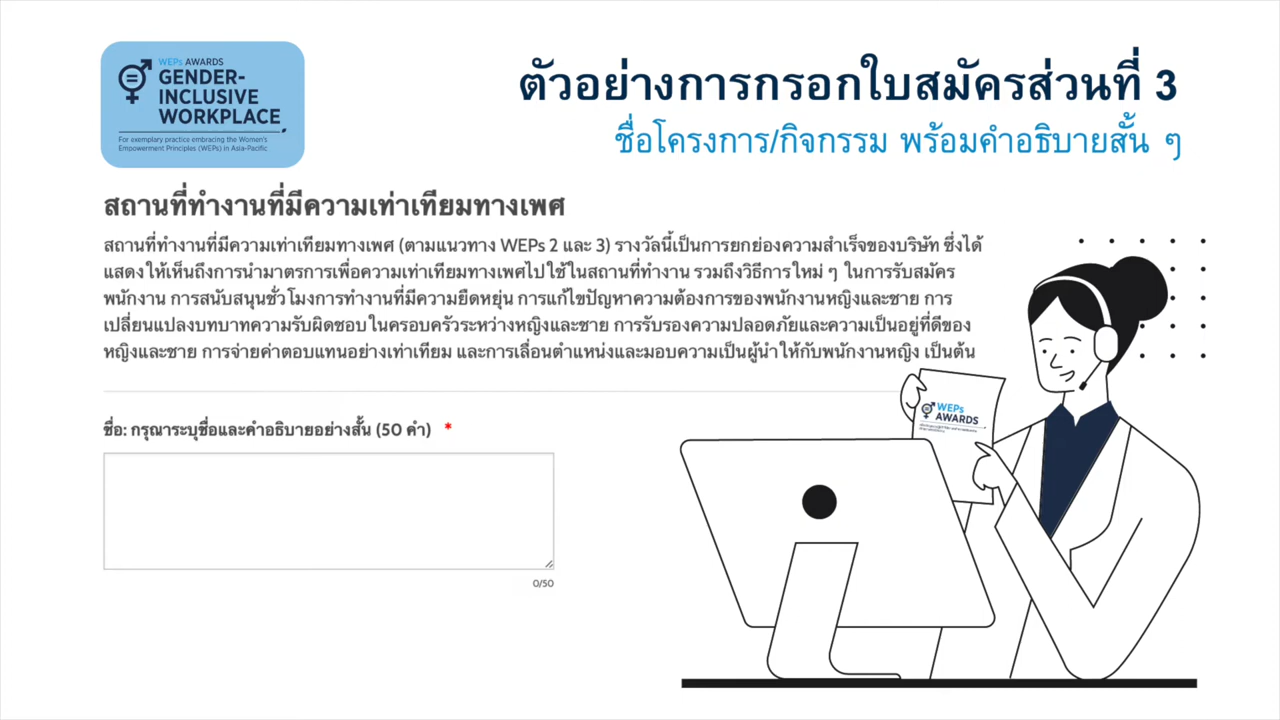 WEPs AWARDS
GENDER-
INCLUSIVE
WORKPLACE
For exemplary practice embracing the Women's
Empowerment Principles (WEPs) in Asia-Pacific
ตัวอย่างการกรอกใบสมัครส่วนที่ 3
ชื่อโครงการ/กิจกรรม พร้อมคำอธิบายสั้น ๆ
สถานที่ทำงานที่มีความเท่าเทียมทางเพศ
สถานที่ทำงานที่มีความเท่าเทียมทางเพศ (ตามแนวทาง WEPs 2 และ 3) รางวัลนี้เป็นการยกย่องความสำเร็จของบริษัท ซึ่งได้
แสดงให้เห็นถึงการนำมาตรการเพื่อความเท่าเทียมทางเพศไปใช้ในสถานที่ทำงาน รวมถึงวิธีการใหม่ ๆ ในการรับสมัคร
พนักงาน การสนับสนุนชั่วโมงการทำงานที่มีความยืดหยุ่น การแก้ไขปัญหาความต้องการของพนักงานหญิงและชาย การ
เปลี่ยนแปลงบทบาทความรับผิดชอบในครอบครัวระหว่างหญิงและชาย การรับรองความปลอดภัยและความเป็นอยู่ที่ดีของ
หญิงและชาย การจ่ายค่าตอบแทนอย่างเท่าเทียม และการเลื่อนตำแหน่งและมอบความเป็นผู้นำให้กับพนักงานหญิง เป็นต้น
ชื่อ: กรุณาระบุชื่อและคำอธิบายอย่างสั้น (50 คำ) *
0/50
WEPs
AWARDS